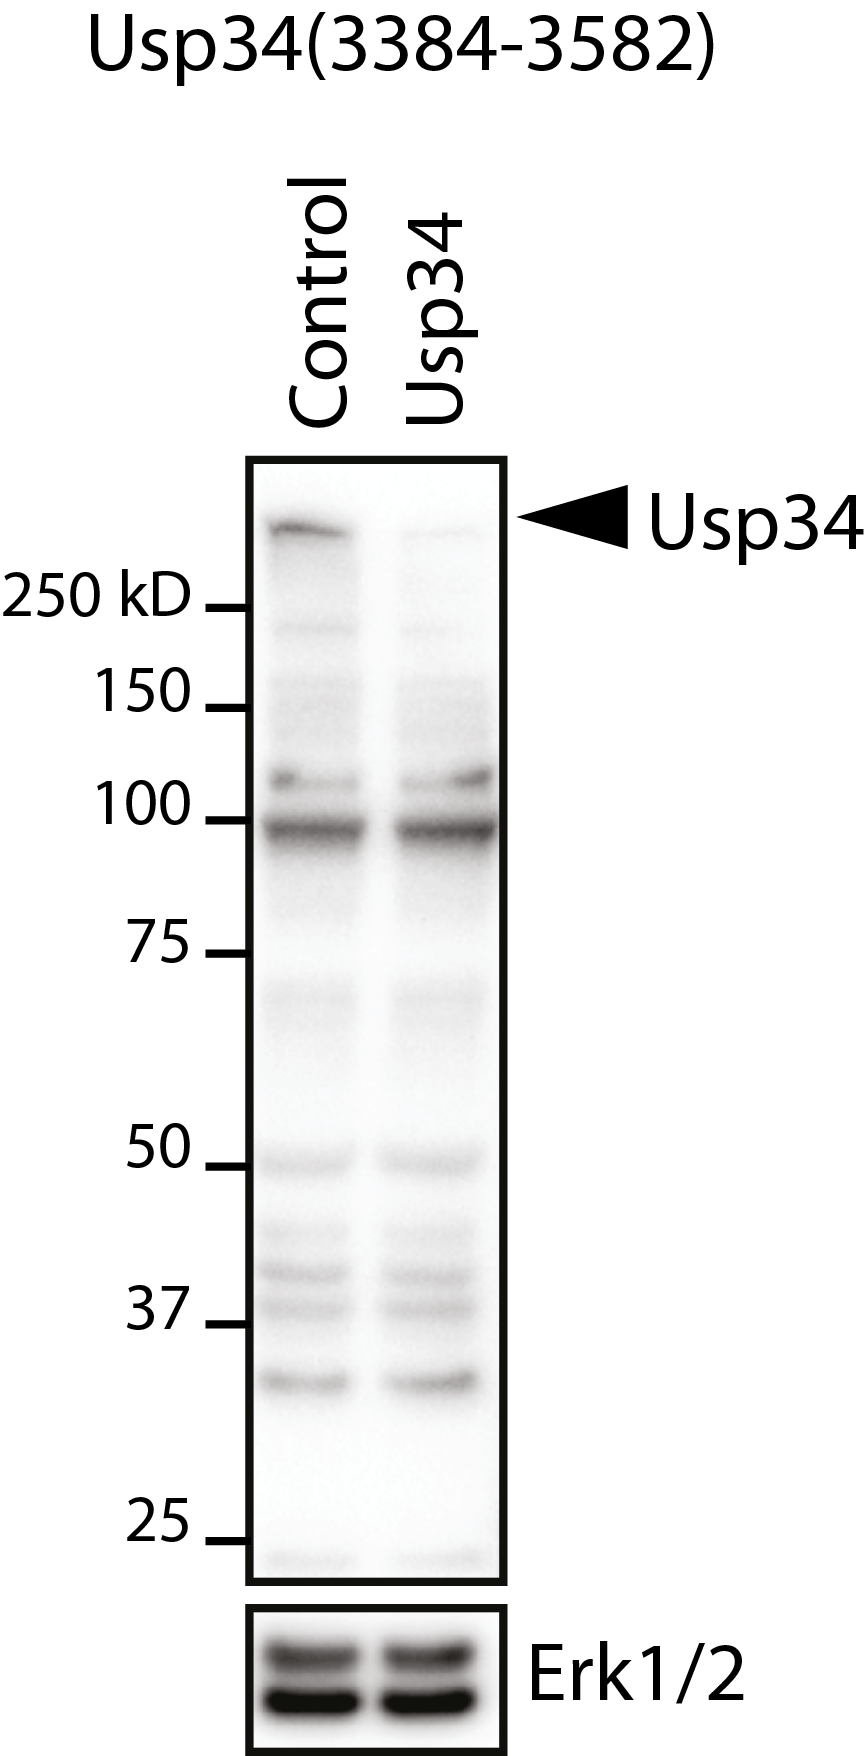 Usp34(3384-3582)
Control
Usp34
Usp34
250 kD
150
100
75
50
37
25
Erk1/2